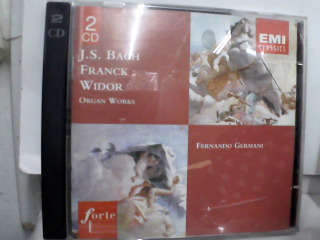 2 CD
2
CD
J.S. BACH
FRANCK
WIDOR
ORGAN WORKS
EMI
CLASSICS
FERNANDO GERMANI
forte